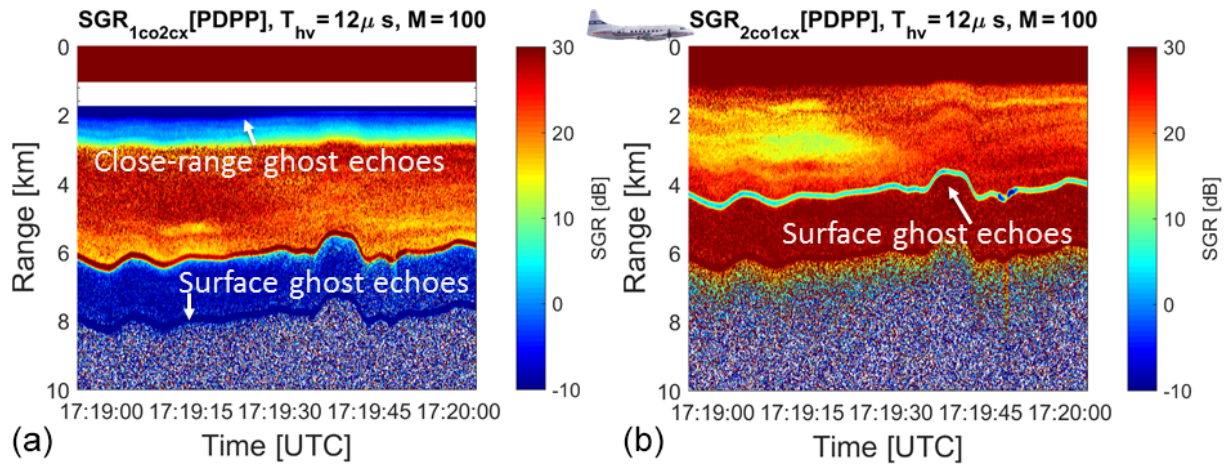 SGR1co2cx[PDPP], Thv = 12μ s, M = 100
0
2
4
6
8
10
Range [km]
Close-range ghost echoes
Surface ghost echoes
17:19:00 17:19:15 17:19:30 17:19:45 17:20:00
Time [UTC]
30
20
10
0
-10
SGR [dB]
(a)
SGR2co1cx[PDPP], Thv = 12μ s, M = 100
0
2
4
6
8
10
Range [km]
Surface ghost echoes
17:19:00 17:19:15 17:19:30 17:19:45 17:20:00
Time [UTC]
30
20
10
0
-10
SGR [dB]
(b)